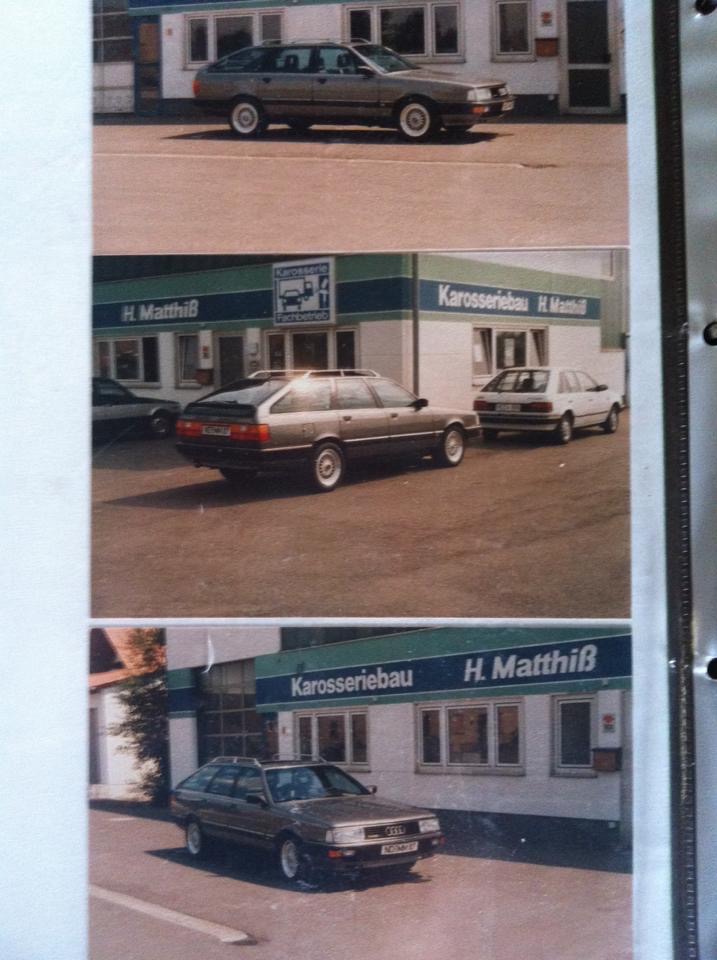 Karosserie
Fachbetrieb
H. Matthiß
Karosseriebau H. Matthiß
Karosseriebau H. Matthiß